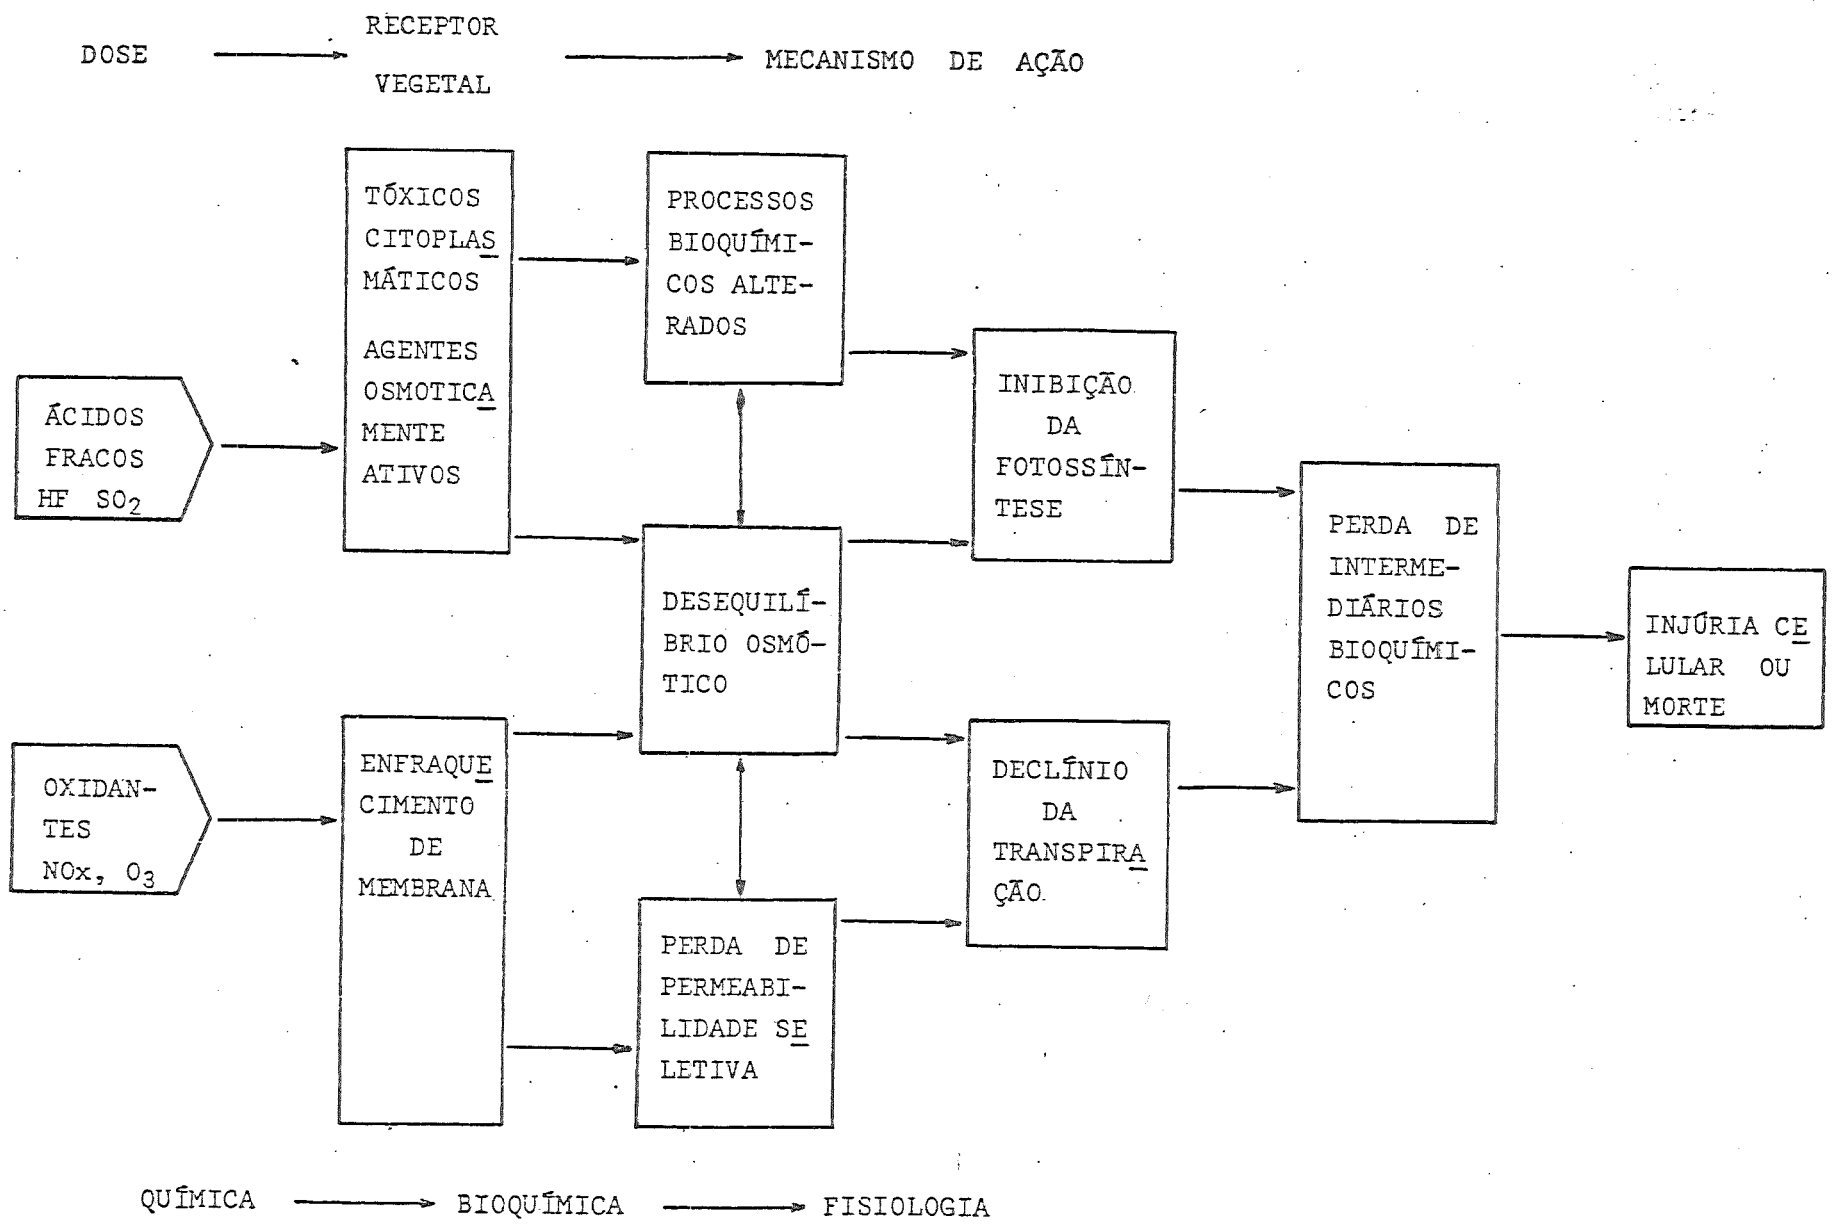 DOSE
RECEPTOR
VEGETAL
MECANISMO DE AÇÃO
TÓXICOS
CITOPLAS
MÁTICOS
AGENTES
OSMOTICA
MENTE
ATIVOS
PROCESSOS
BIOQUÍMI-
COS ALTE-
RADOS
ÁCIDOS
FRACOS
HF SO2
INIBIÇÃO
DA
FOTOSSÍN-
TESE
DESEQUILÍ-
BRIO OSMÓ-
TICO
PERDA DE
INTERME-
DIÁRIOS
BIOQUÍMI-
COS
INJÚRIA CE
LULAR OU
MORTE
OXIDAN-
TES
NOx, O3
ENFRAQUE
CIMENTO
DE
MEMBRANA
DECLÍNIO
DA
TRANSPIRA
ÇÃO
PERDA DE
PERMEABI-
LIDADE SE
LETIVA
QUÍMICA
BIOQUÍMICA
FISIOLOGIA